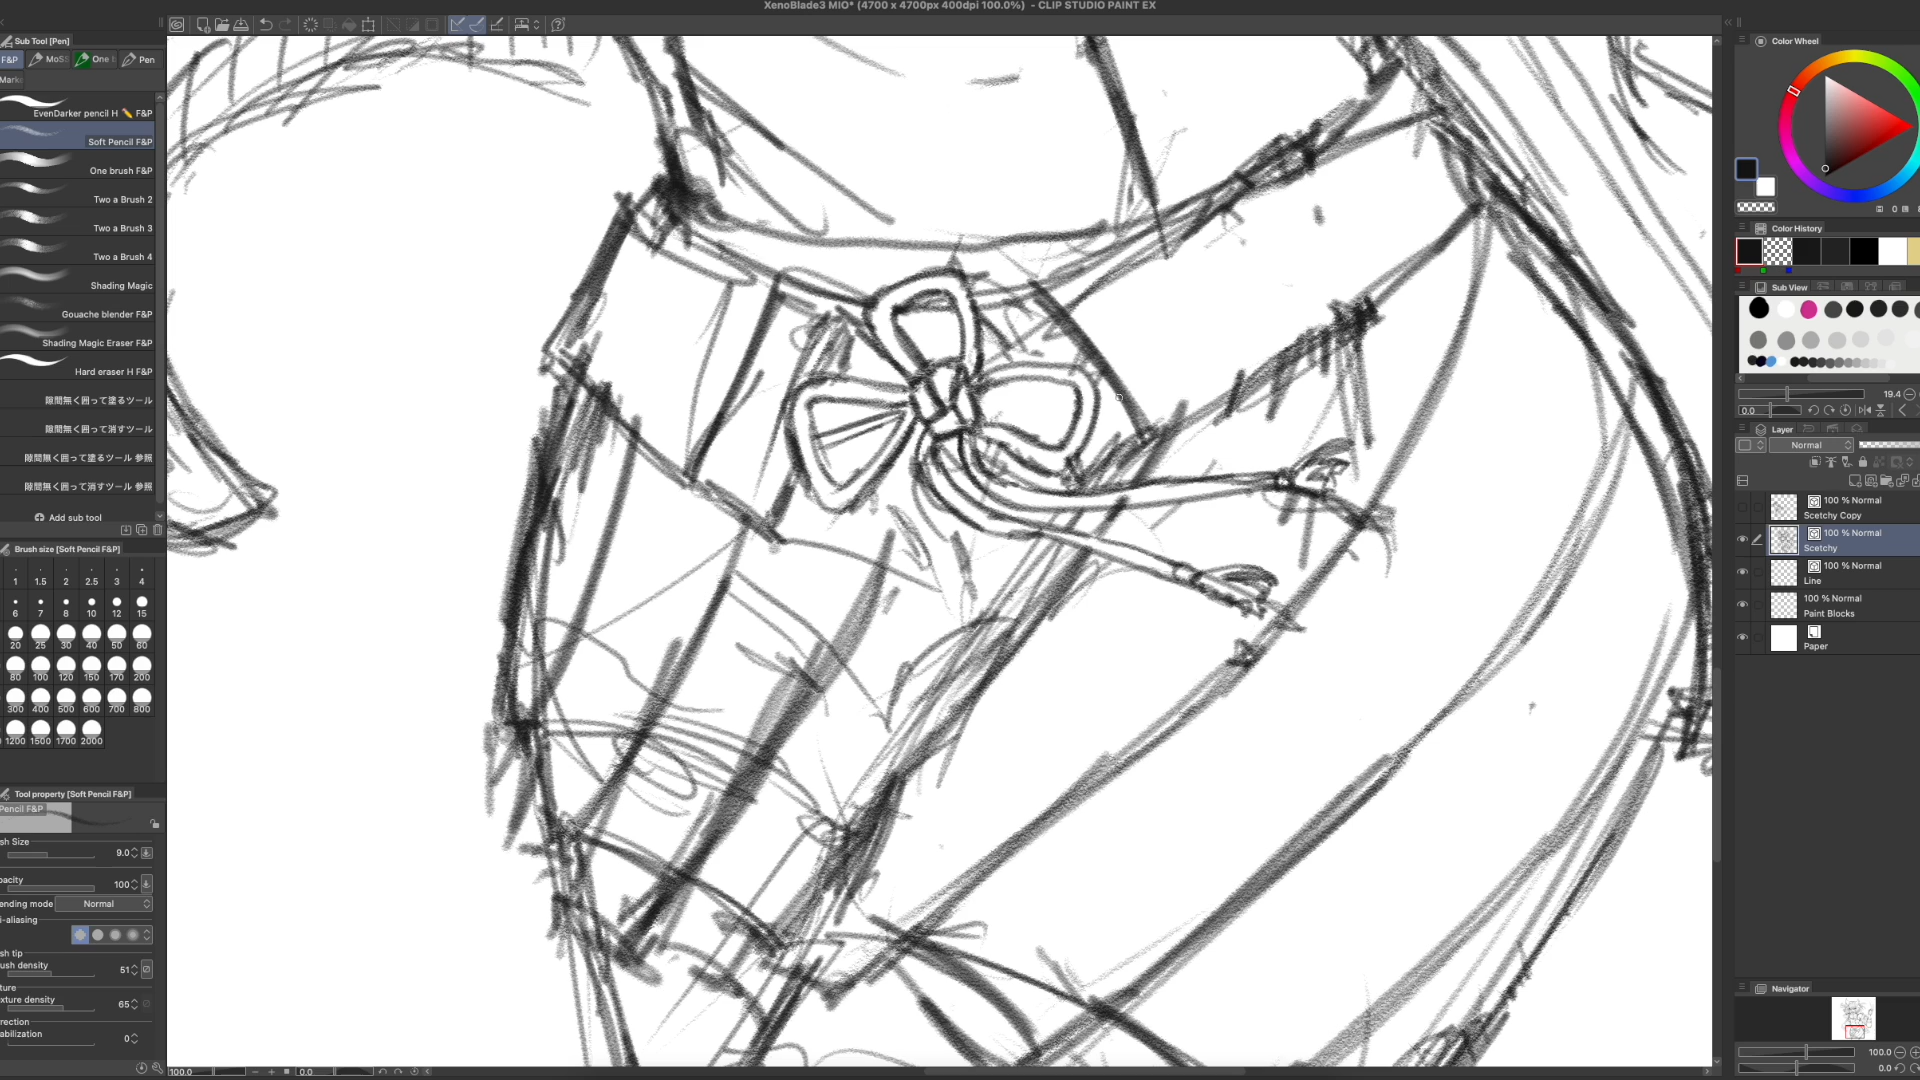 XenoBlade3 MIO* (4700 x 4700px 400dpi 100.0%) - CLIP STUDIO PAINT EX
Sub Tool [Pen]
F&P
MoS
One
Pen
Mark
EvenDarker pencil H ✏️ F&P
Soft Pencil F&P
One brush F&P
Two a Brush 2
Two a Brush 3
Two a Brush 4
Shading Magic
Gouache blender F&P
Shading Magic Eraser F&P
Hard eraser H F&P
隙間無く囲って塗るツール
隙間無く囲って消すツール
隙間無く囲って塗るツール 参照
隙間無く囲って消すツール 参照
Add sub tool
Brush size [Soft Pencil F&P]
1 1.5 2 2.5 3 4
6 7 8 10 12 15
20 25 30 40 50 60
80 100 120 150 170 200
300 400 500 600 700 800
1200 1500 1700 2000
Tool property [Soft Pencil F&P]
Pencil F&P
sh Size 9.0
pacity 100
ending mode Normal
i-aliasing
sh tip
ush density 51
ture
exture density 65
rection
abilization 0
100.0
0.0
Color Wheel
0
Color History
Sub View
19.4
0.0
Layer
Normal
100 % Normal
Scetchy Copy
100 % Normal
Scetchy
100 % Normal
Line
100 % Normal
Paint Blocks
Paper
Navigator
100.0
0.0